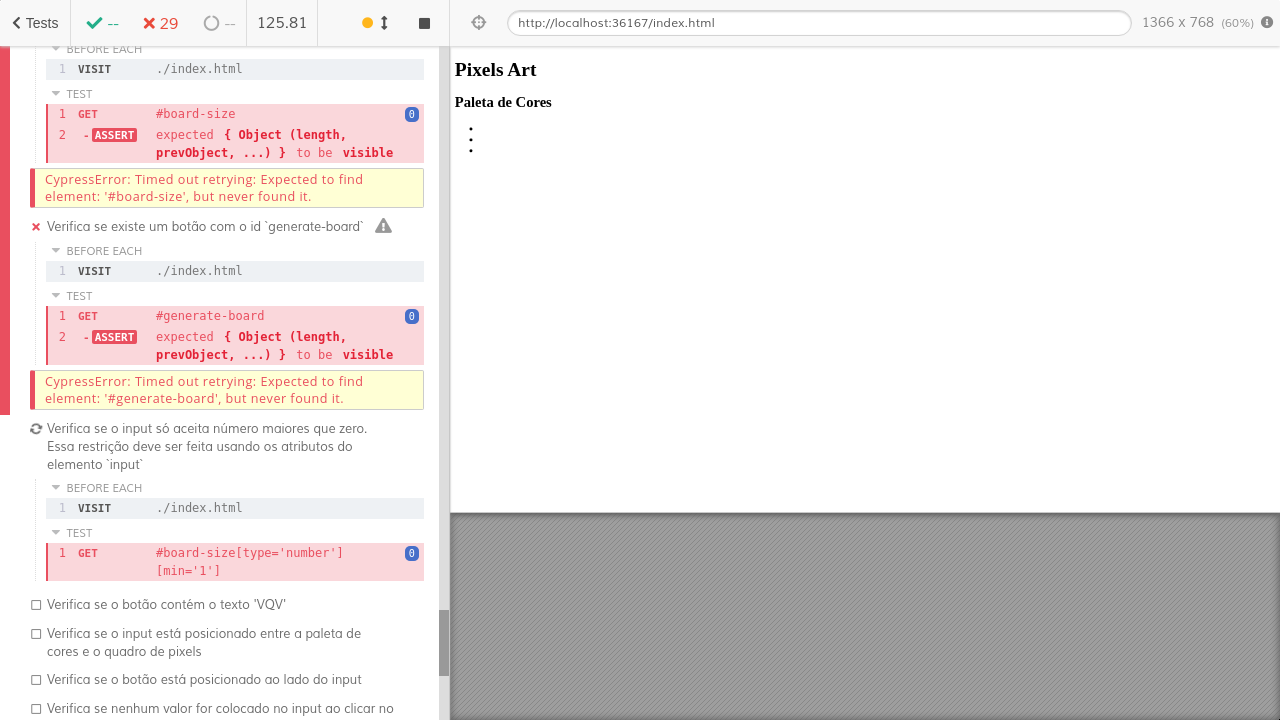 Tests
--
29
--
125.81
http://localhost:36167/index.html
1366 x 768 (60%)
BEFORE EACH
1 VISIT ./index.html
TEST
1 GET #board-size 0
2 -ASSERT expected { Object (length,
prevObject, ...) } to be visible
CypressError: Timed out retrying: Expected to find
element: '#board-size', but never found it.
Verifica se existe um botão com o id `generate-board`
BEFORE EACH
1 VISIT ./index.html
TEST
1 GET #generate-board 0
2 -ASSERT expected { Object (length,
prevObject, ...) } to be visible
CypressError: Timed out retrying: Expected to find
element: '#generate-board', but never found it.
Verifica se o input só aceita número maiores que zero.
Essa restrição deve ser feita usando os atributos do
elemento `input`
BEFORE EACH
1 VISIT ./index.html
TEST
1 GET #board-size[type='number']
[min='1'] 0
Verifica se o botão contém o texto 'VQV'
Verifica se o input está posicionado entre a paleta de
cores e o quadro de pixels
Verifica se o botão está posicionado ao lado do input
Verifica se nenhum valor for colocado no input ao clicar no
Pixels Art
Paleta de Cores